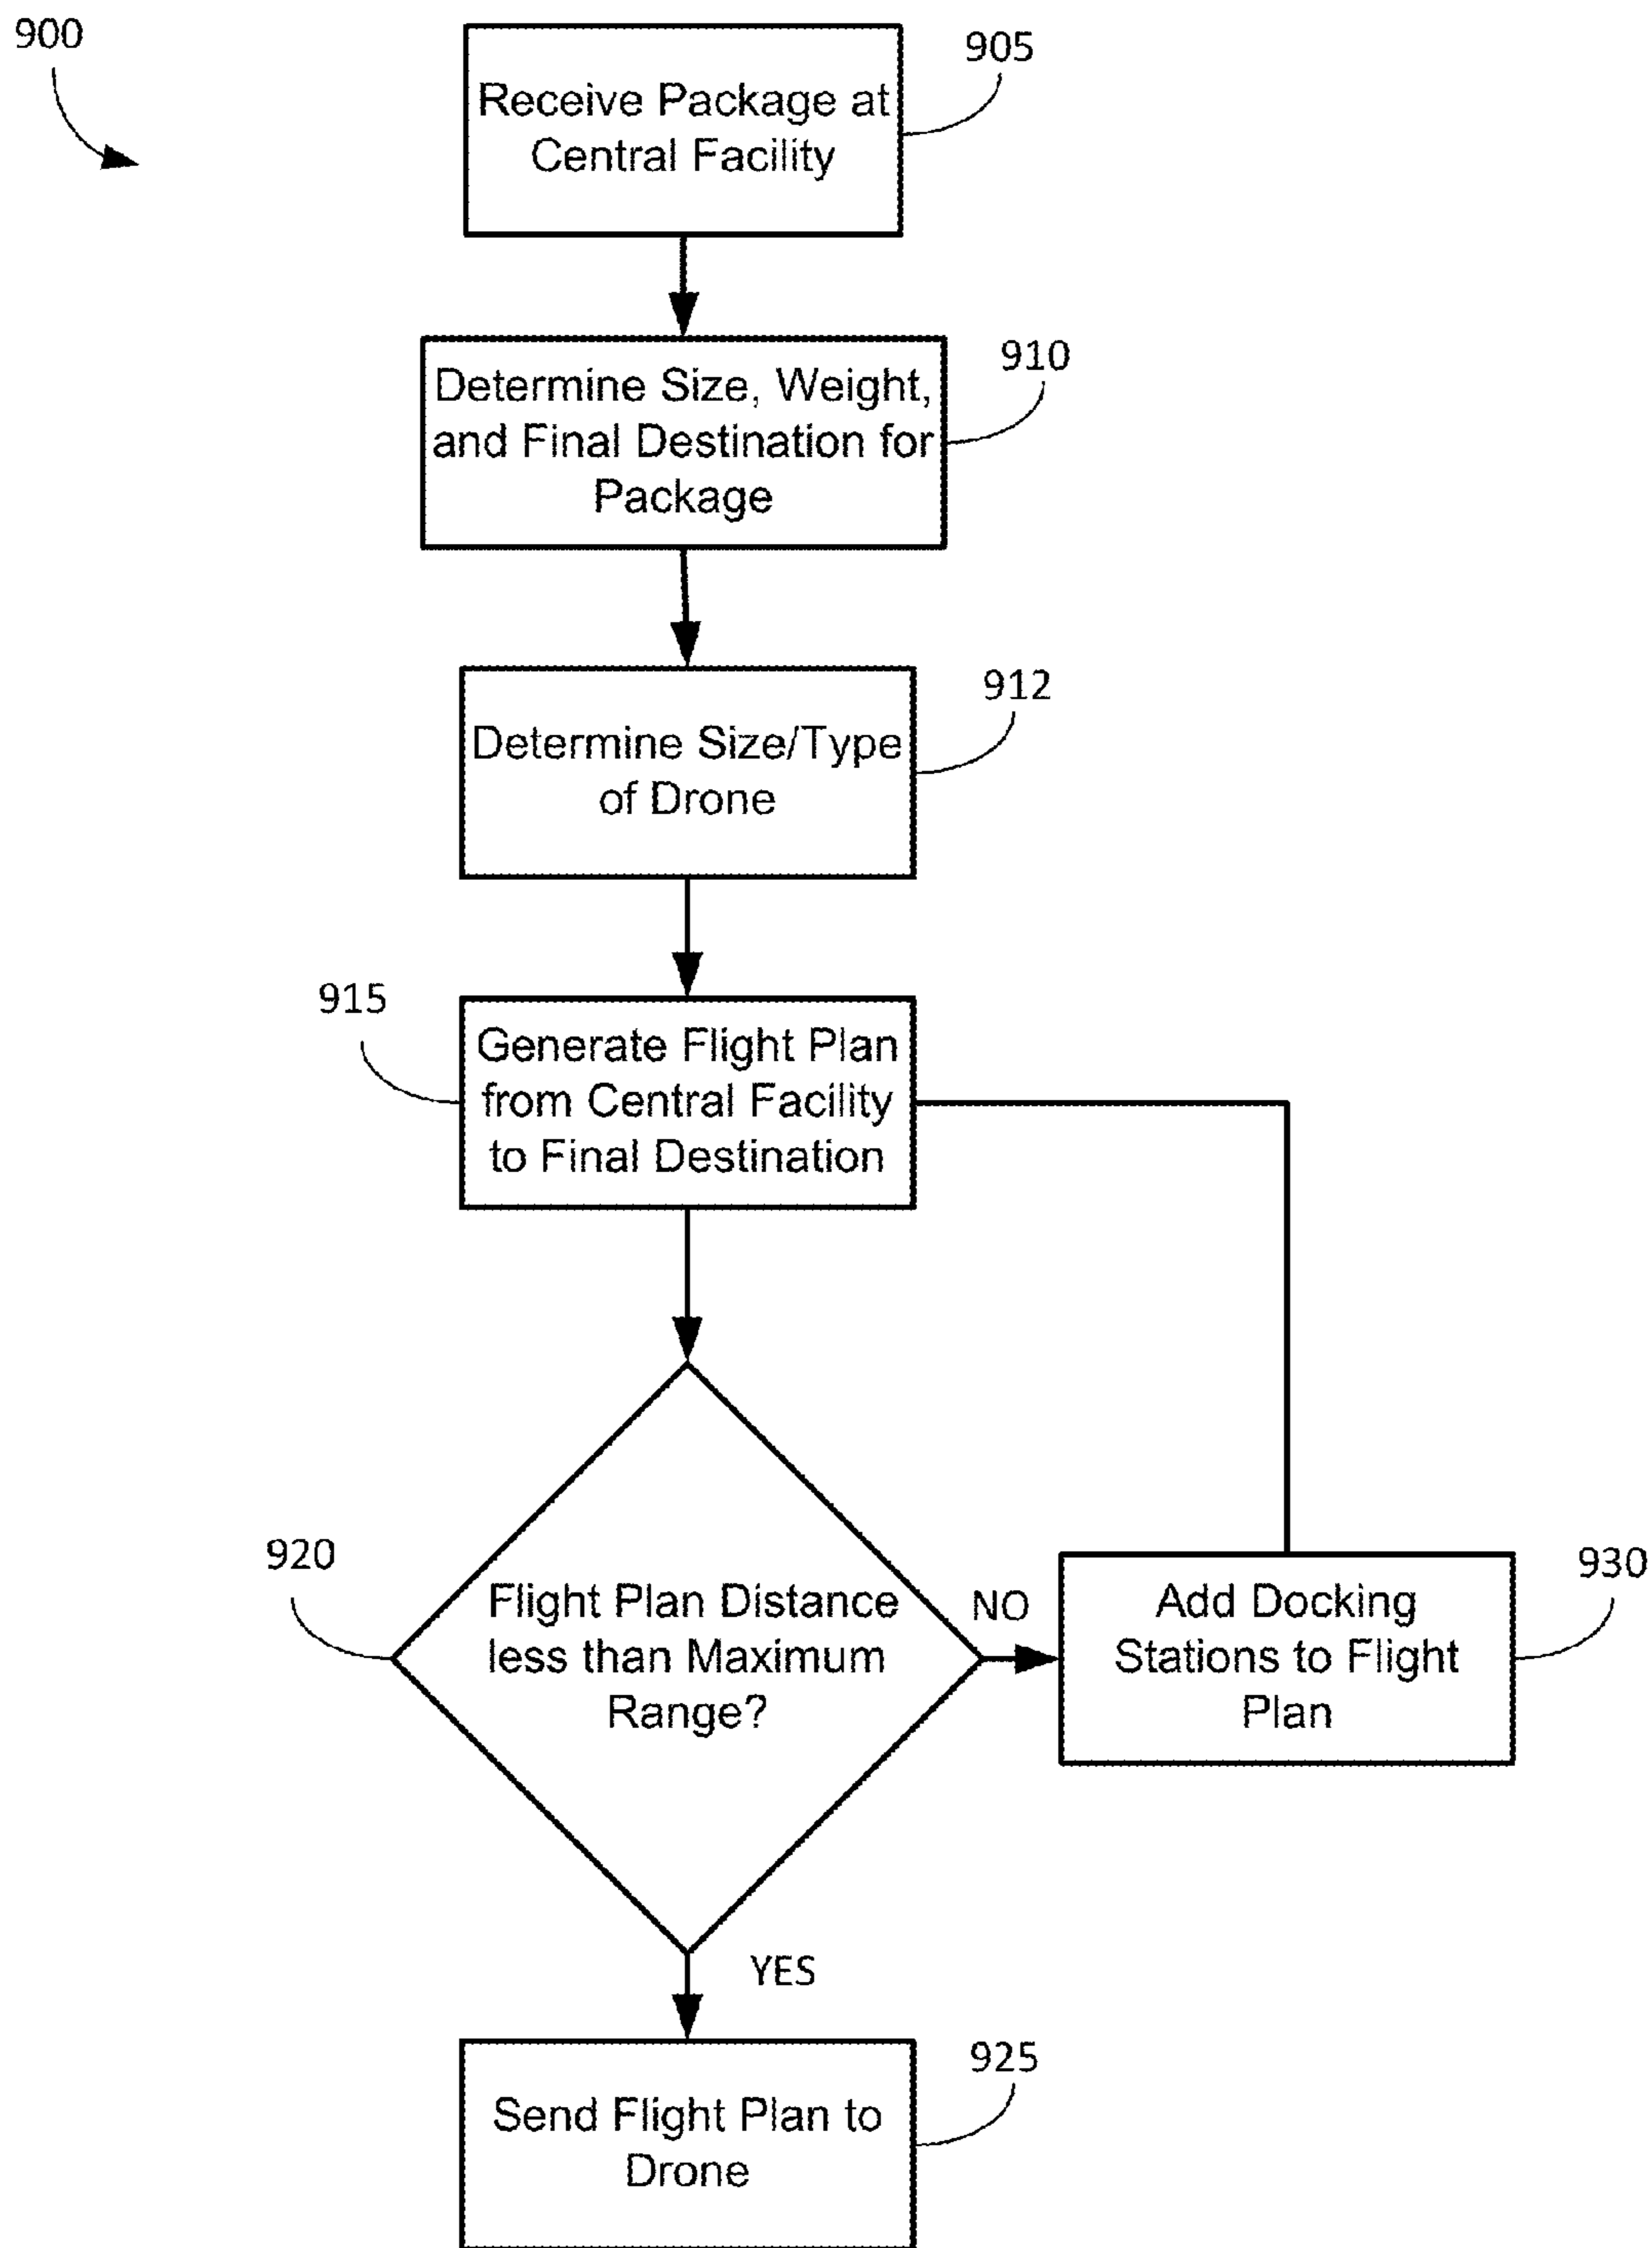 900
905
Receive Package at
Central Facility
910
Determine Size, Weight,
and Final Destination for
Package
912
Determine Size/Type
of Drone
915
Generate Flight Plan
from Central Facility
to Final Destination
920
Flight Plan Distance
less than Maximum
Range?
NO
930
Add Docking
Stations to Flight
Plan
YES
925
Send Flight Plan to
Drone